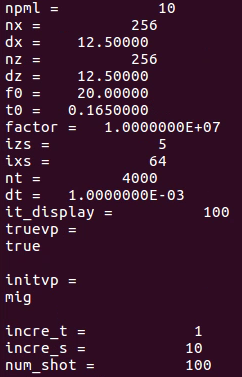 npml = 10
nx = 256
dx = 12.50000
nz = 256
dz = 12.50000
f0 = 20.00000
t0 = 0.1650000
factor = 1.0000000E+07
izs = 5
ixs = 64
nt = 4000
dt = 1.0000000E-03
it_display = 100
truevp =
true
initvp =
mig
incre_t = 1
incre_s = 10
num_shot = 100